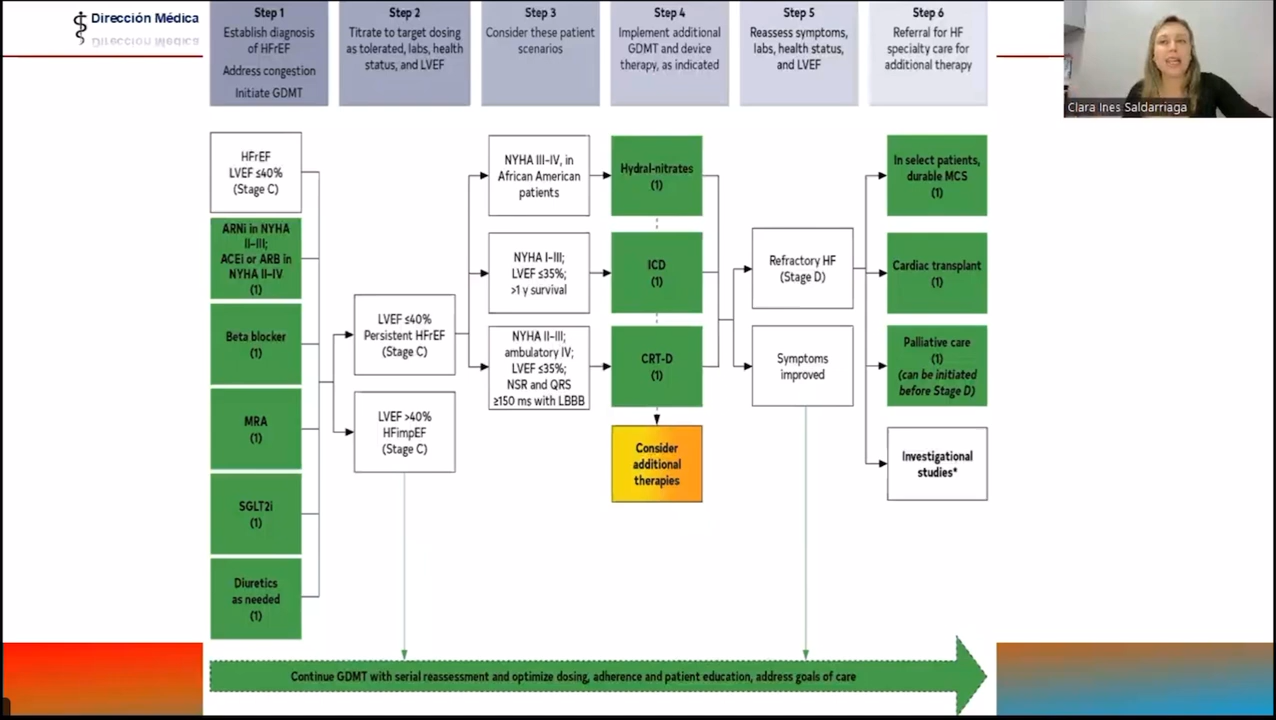 Dirección Médica
Step 1
Establish diagnosis
of HFrEF
Address congestion
Initiate GDMT
Step 2
Titrate to target dosing
as tolerated, labs, health
status, and LVEF
Step 3
Consider these patient
scenarios
Step 4
Implement additional
GDMT and device
therapy, as indicated
Step 5
Reassess symptoms,
labs, health status,
and LVEF
Step 6
Referral for HF
specialty care for
additional therapy
Clara Ines Saldarriaga
HFrEF
LVEF ≤40%
(Stage C)
ARNi in NYHA
II–III;
ACEi or ARB in
NYHA II–IV
(1)
Beta blocker
(1)
MRA
(1)
SGLT2i
(1)
Diuretics
as needed
(1)
LVEF ≤40%
Persistent HFrEF
(Stage C)
LVEF >40%
HFimpEF
(Stage C)
NYHA III–IV, in
African American
patients
NYHA I–III;
LVEF ≤35%;
>1 y survival
NYHA II–III;
ambulatory IV;
LVEF ≤35%;
NSR and QRS
≥150 ms with LBBB
Hydral-nitrates
(1)
ICD
(1)
CRT-D
(1)
Consider
additional
therapies
Refractory HF
(Stage D)
Symptoms
improved
In select patients,
durable MCS
(1)
Cardiac transplant
(1)
Palliative care
(1)
(can be initiated
before Stage D)
Investigational
studies*
Continue GDMT with serial reassessment and optimize dosing, adherence and patient education, address goals of care